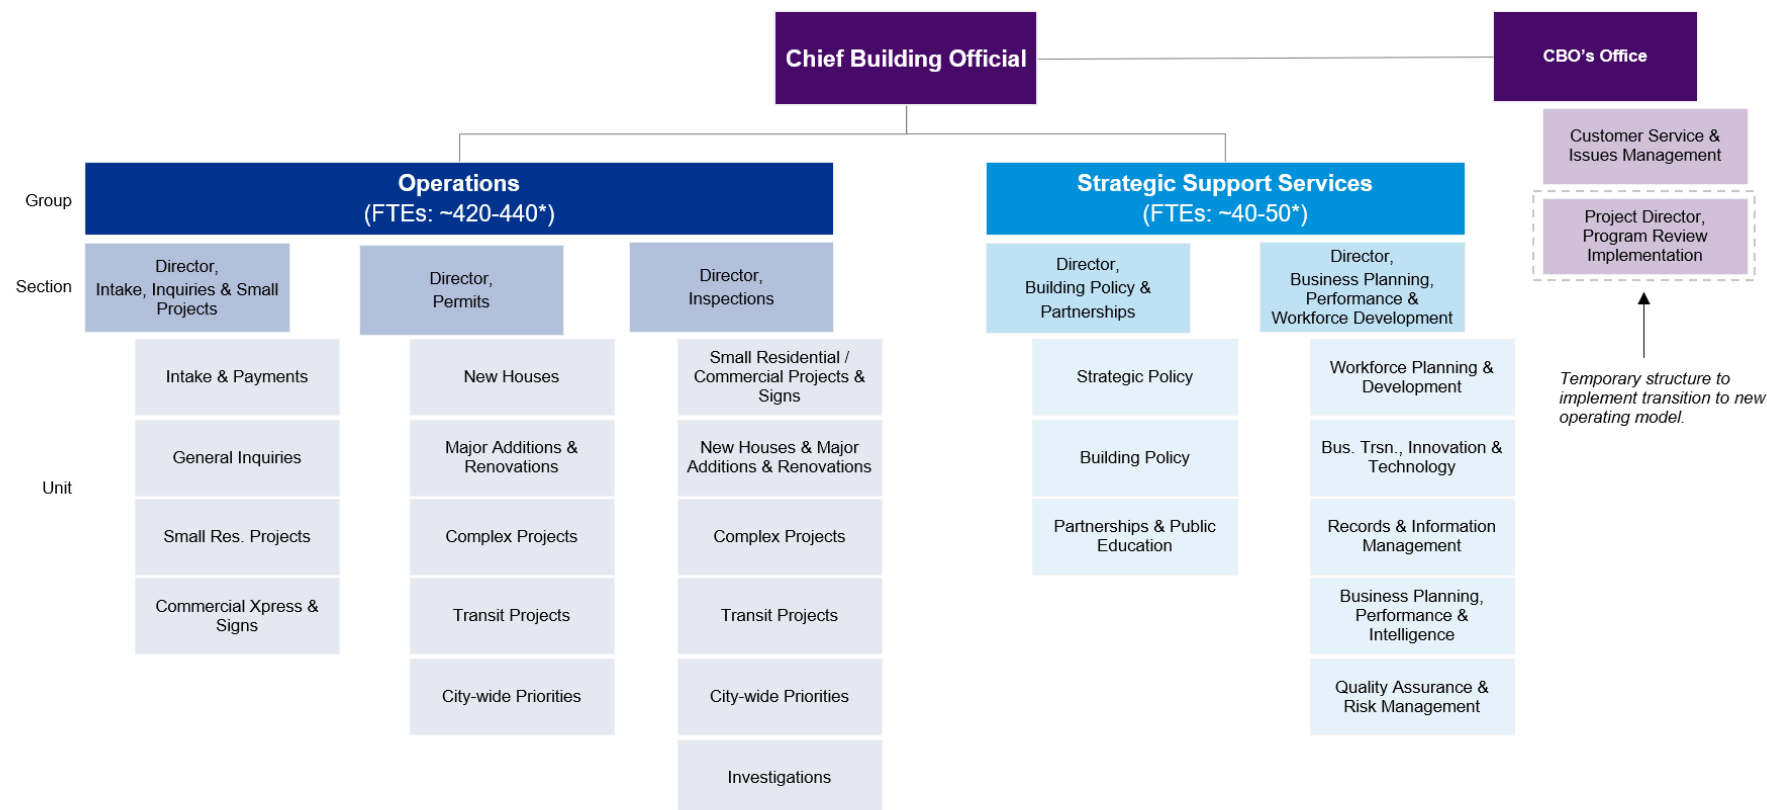 Chief Building Official
CBO's Office
Customer Service &
Issues Management
Project Director,
Program Review
Implementation
Temporary structure to
implement transition to new
operating model.
Group
Operations
(FTEs: ~420-440*)
Strategic Support Services
(FTEs: ~40-50*)
Section
Director,
Intake, Inquiries & Small
Projects
Director,
Permits
Director,
Inspections
Director,
Building Policy &
Partnerships
Director,
Business Planning,
Performance &
Workforce Development
Unit
Intake & Payments
General Inquiries
Small Res. Projects
Commercial Xpress &
Signs
New Houses
Major Additions &
Renovations
Complex Projects
Transit Projects
City-wide Priorities
Small Residential /
Commercial Projects &
Signs
New Houses & Major
Additions & Renovations
Complex Projects
Transit Projects
City-wide Priorities
Investigations
Strategic Policy
Building Policy
Partnerships & Public
Education
Workforce Planning &
Development
Bus. Trsn., Innovation &
Technology
Records & Information
Management
Business Planning,
Performance &
Intelligence
Quality Assurance &
Risk Management